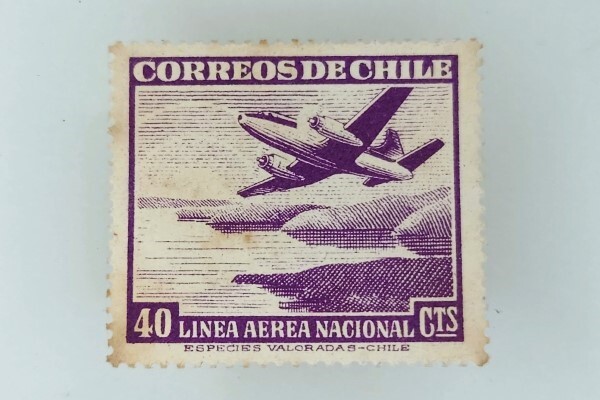 CORREOS DE CHILE
40 LINEA AEREA NACIONAL CTS
ESPECIES VALORADAS-CHILE